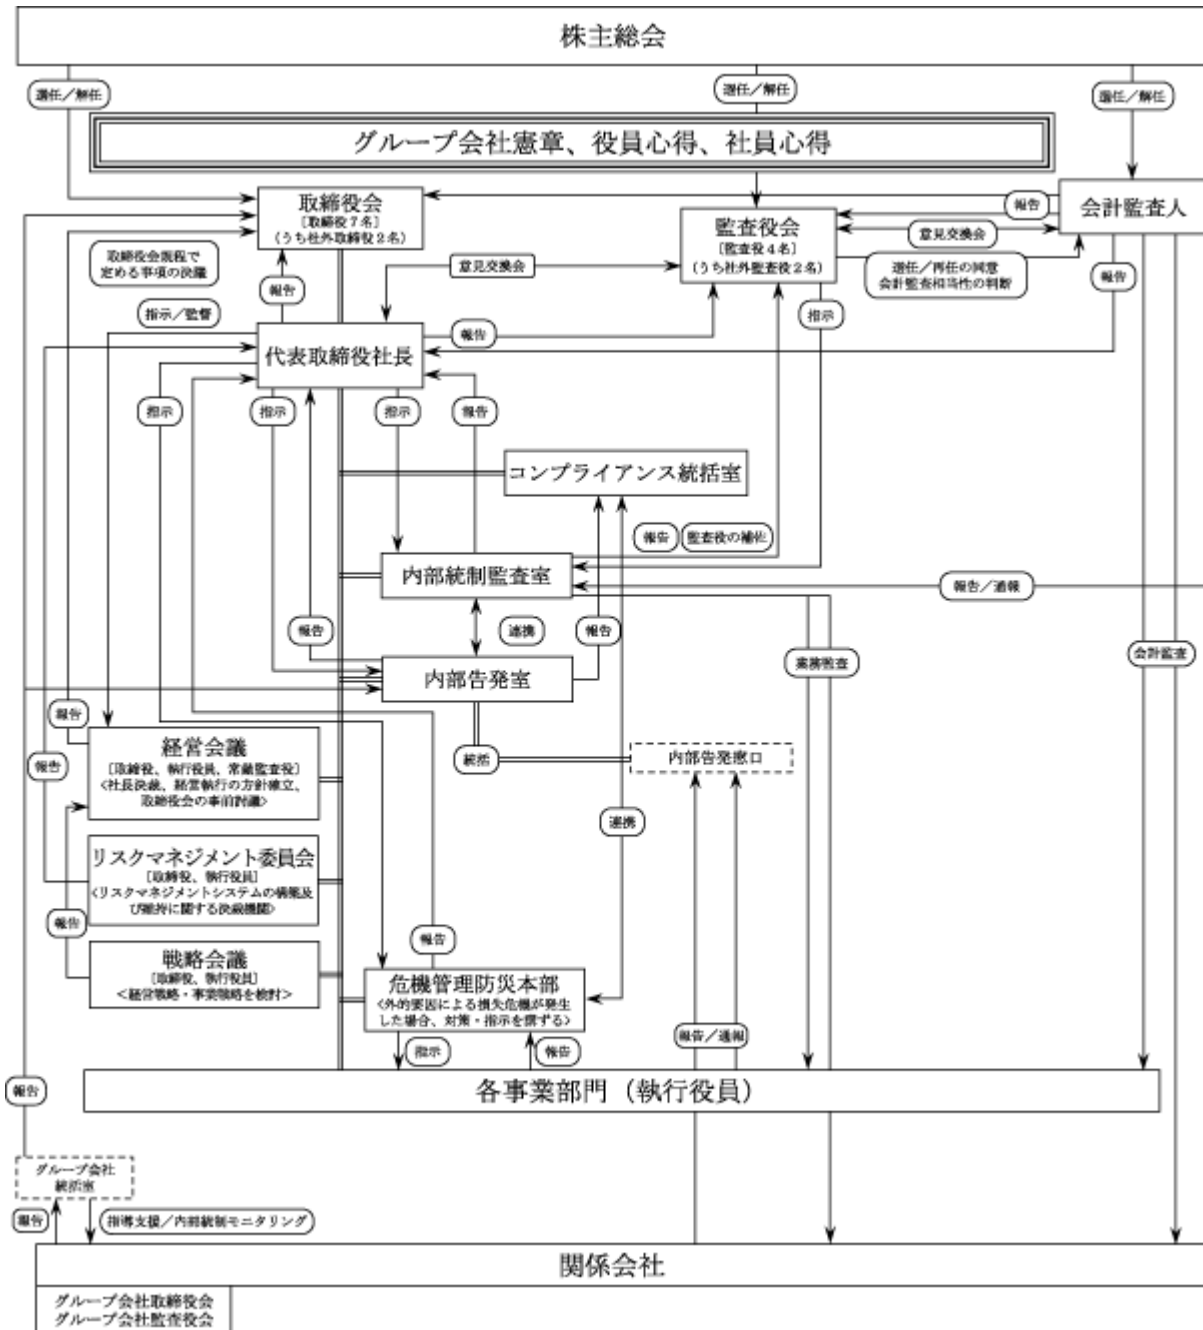 株主総会
選任／解任
選任／解任
選任／解任
グループ会社憲章、役員心得、社員心得
取締役会
［取締役7名］
（うち社外取締役2名）
監査役会
［監査役4名］
（うち社外監査役2名）
会計監査人
報告
意見交換会
取締役会規程で
定める事項の決議
意見交換会
選任／再任の同意
会計監査相当性の判断
報告
報告
指示／監督
指示
代表取締役社長
報告
指示
指示
指示
報告
コンプライアンス統括室
報告
監査役の補佐
内部統制監査室
報告／通報
報告
連携
報告
業務監査
会計監査
内部告発室
報告
経営会議
［取締役、執行役員、常勤監査役］
<社長決裁、経営執行の方針確立、
取締役会の事前討議>
統括
内部告発窓口
報告
連携
リスクマネジメント委員会
［取締役、執行役員］
<リスクマネジメントシステムの構築及
び維持に関する決裁機関>
報告
戦略会議
［取締役、執行役員］
＜経営戦略・事業戦略を検討＞
報告
危機管理防災本部
<外的要因による損失危機が発生
した場合、対策・指示を講ずる>
指示
報告
報告／通報
各事業部門（執行役員）
報告
グループ会社
統括室
報告
指導支援／内部統制モニタリング
関係会社
グループ会社取締役会
グループ会社監査役会